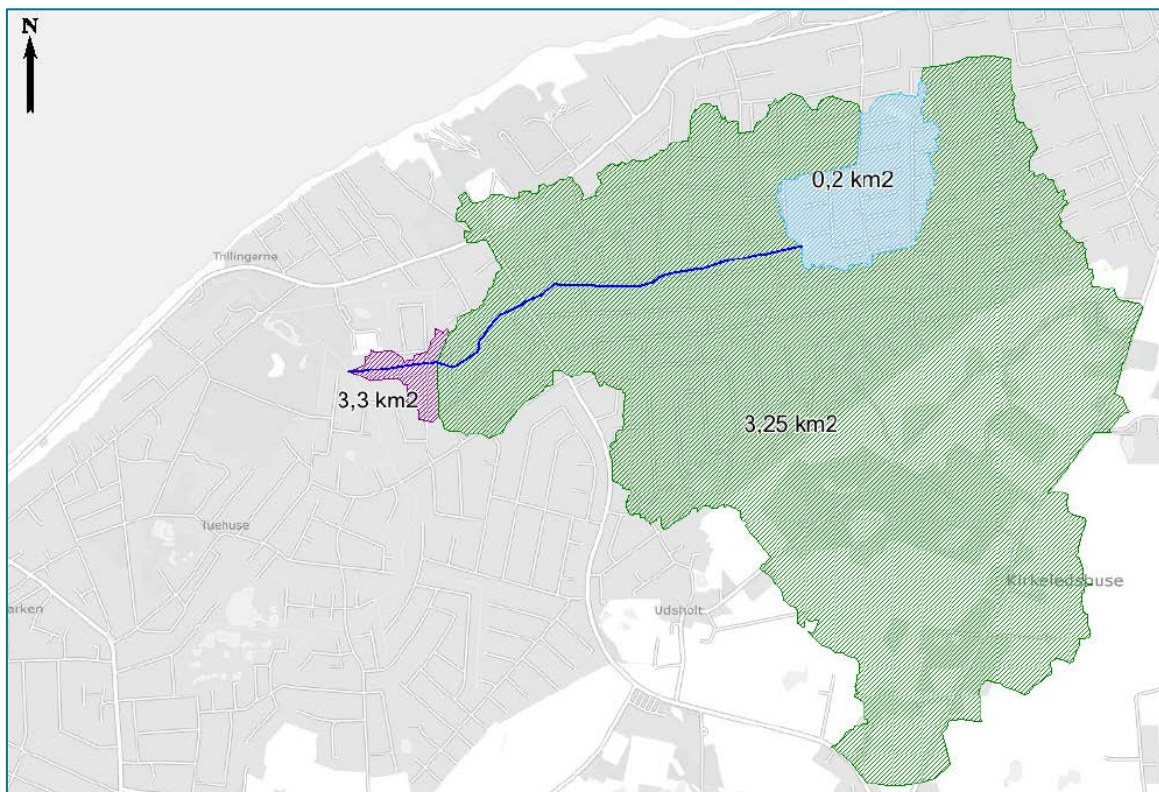 N
0,2 km2
Trillingerne
3,3 km2
3,25 km2
Tuehuse
Kirkeledshuse
arken
Udsholt